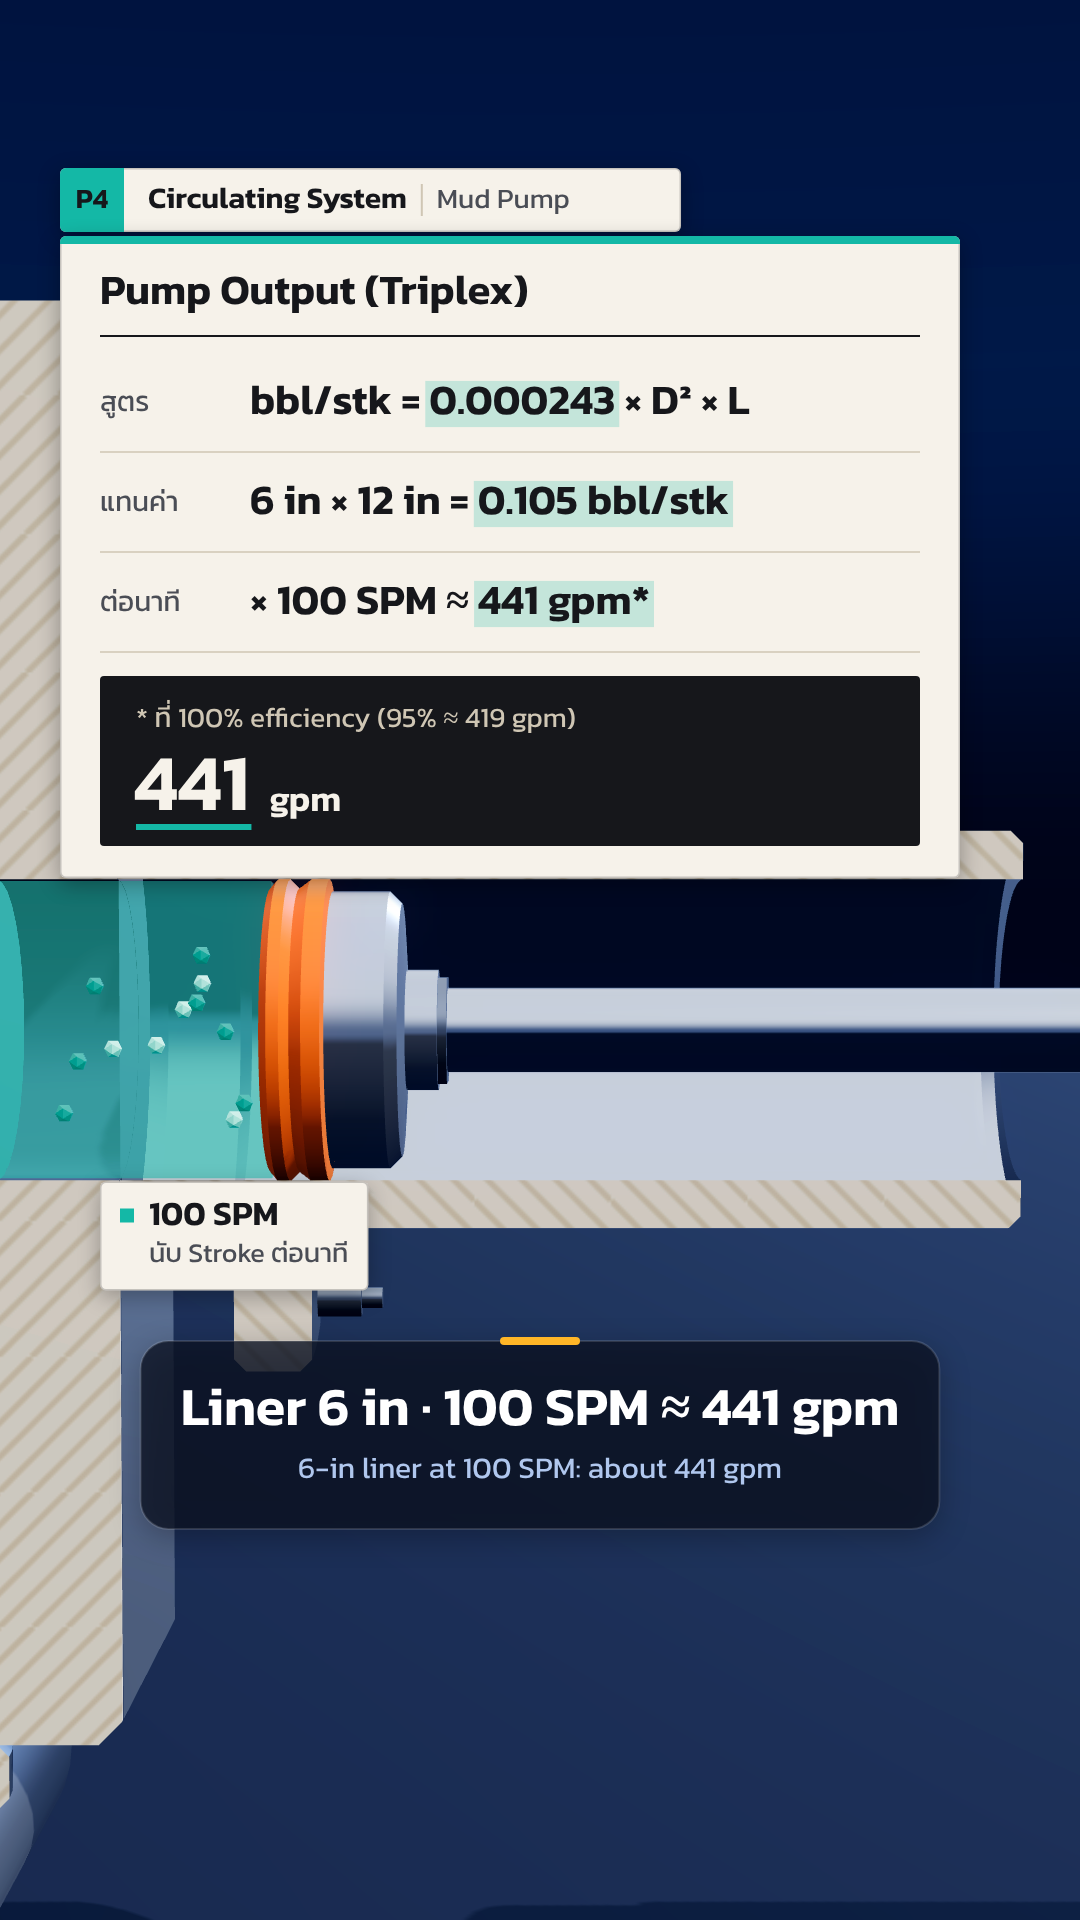 P4 Circulating System | Mud Pump
Pump Output (Triplex)
สูตร bbl/stk = 0.000243 × D² × L
แทนค่า 6 in × 12 in = 0.105 bbl/stk
ต่อนาที × 100 SPM ≈ 441 gpm*
* ที่ 100% efficiency (95% ≈ 419 gpm)
441 gpm
100 SPM
นับ Stroke ต่อนาที
Liner 6 in · 100 SPM ≈ 441 gpm
6-in liner at 100 SPM: about 441 gpm